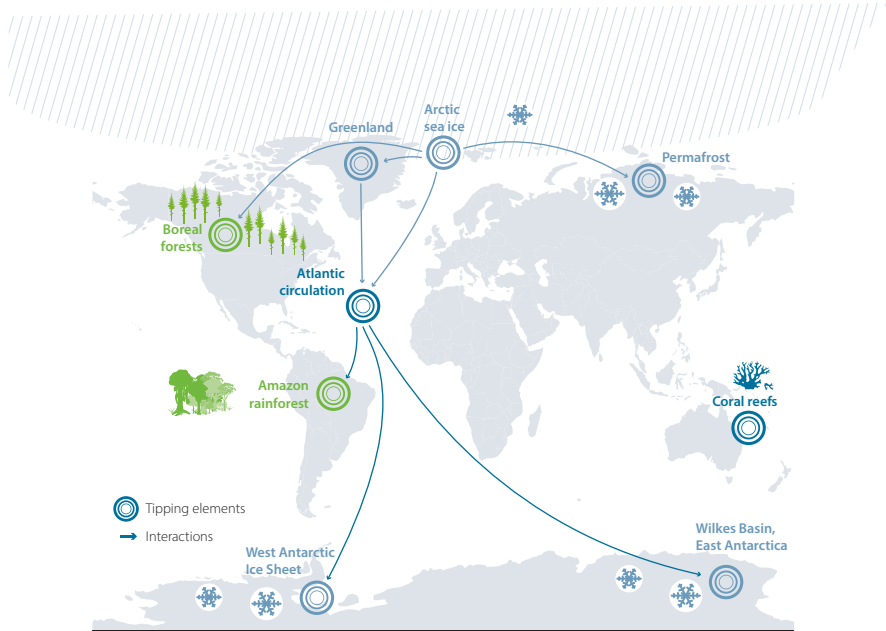 Arctic
sea ice
Greenland
Permafrost
Boreal
forests
Atlantic
circulation
Amazon
rainforest
Coral reefs
Tipping elements
Interactions
West Antarctic
Ice Sheet
Wilkes Basin,
East Antarctica